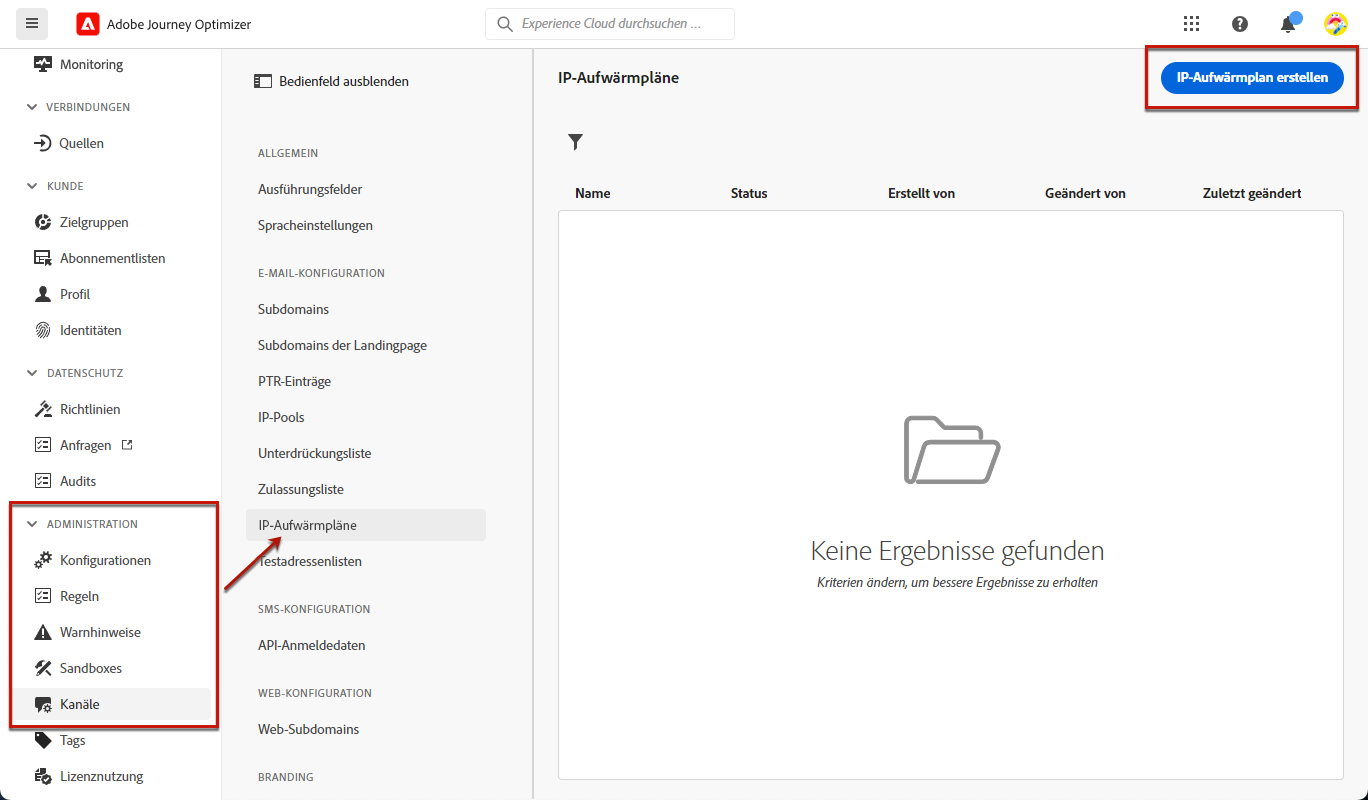 Adobe Journey Optimizer
Experience Cloud durchsuchen ...
Monitoring
VERBINDUNGEN
Quellen
KUNDE
Zielgruppen
Abonnementlisten
Profil
Identitäten
DATENSCHUTZ
Richtlinien
Anfragen
Audits
ADMINISTRATION
Konfigurationen
Regeln
Warnhinweise
Sandboxes
Kanäle
Tags
Lizenznutzung
Bedienfeld ausblenden
ALLGEMEIN
Ausführungsfelder
Spracheinstellungen
E-MAIL-KONFIGURATION
Subdomains
Subdomains der Landingpage
PTR-Einträge
IP-Pools
Unterdrückungsliste
Zulassungsliste
IP-Aufwärmpläne
Testadressenlisten
SMS-KONFIGURATION
API-Anmeldedaten
WEB-KONFIGURATION
Web-Subdomains
BRANDING
IP-Aufwärmpläne
IP-Aufwärmplan erstellen
Name Status Erstellt von Geändert von Zuletzt geändert
Keine Ergebnisse gefunden
Kriterien ändern, um bessere Ergebnisse zu erhalten